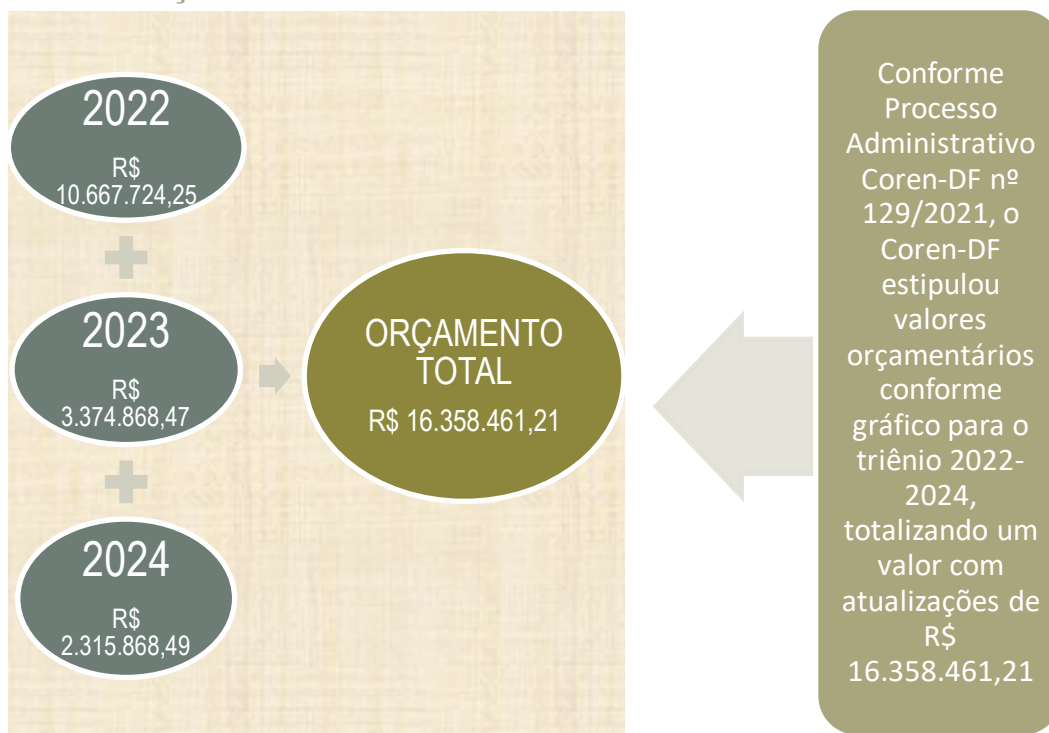 2022
R$
10.667.724,25
2023
R$
3.374.868,47
2024
R$
2.315.868,49
ORÇAMENTO
TOTAL
R$ 16.358.461,21
Conforme
Processo
Administrativo
Coren-DF nº
129/2021, o
Coren-DF
estipulou
valores
orçamentários
conforme
gráfico para o
triênio 2022-
2024,
totalizando um
valor com
atualizações de
R$
16.358.461,21